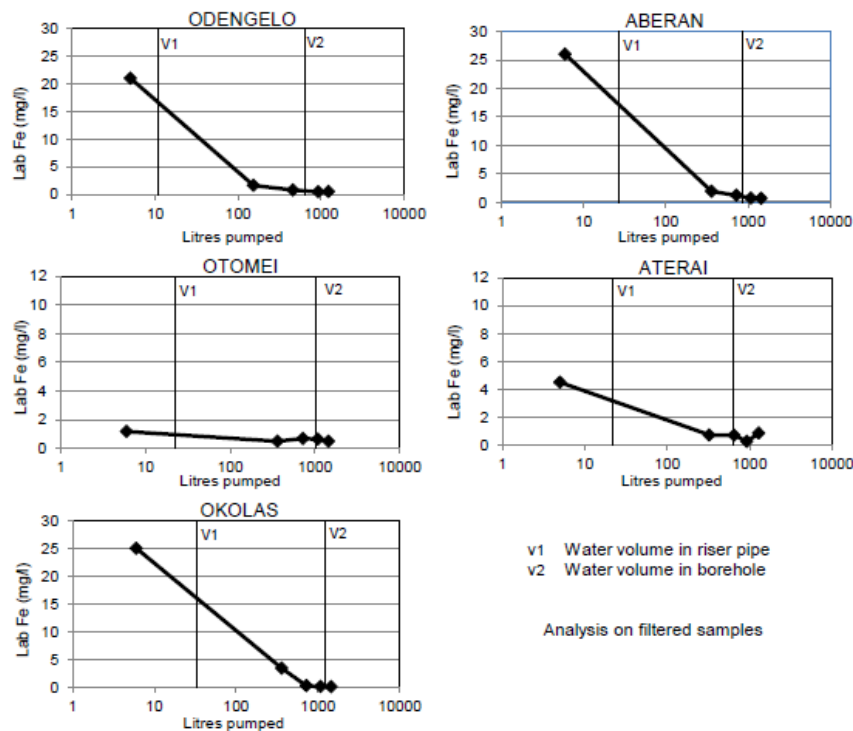 ODENGELO
30
25
20
15
10
5
0
Lab Fe (mg/l)
V1
V2
1 10 100 1000 10000
Litres pumped
ABERAN
30
25
20
15
10
5
0
Lab Fe (mg/l)
V1
V2
1 10 100 1000 10000
Litres pumped
OTOMEI
12
10
8
6
4
2
0
Lab Fe (mg/l)
V1
V2
1 10 100 1000 10000
Litres pumped
ATERAI
12
10
8
6
4
2
0
Lab Fe (mg/l)
V1
V2
1 10 100 1000 10000
Litres pumped
OKOLAS
30
25
20
15
10
5
0
Lab Fe (mg/l)
V1
V2
1 10 100 1000 10000
Litres pumped
v1 Water volume in riser pipe
v2 Water volume in borehole
Analysis on filtered samples